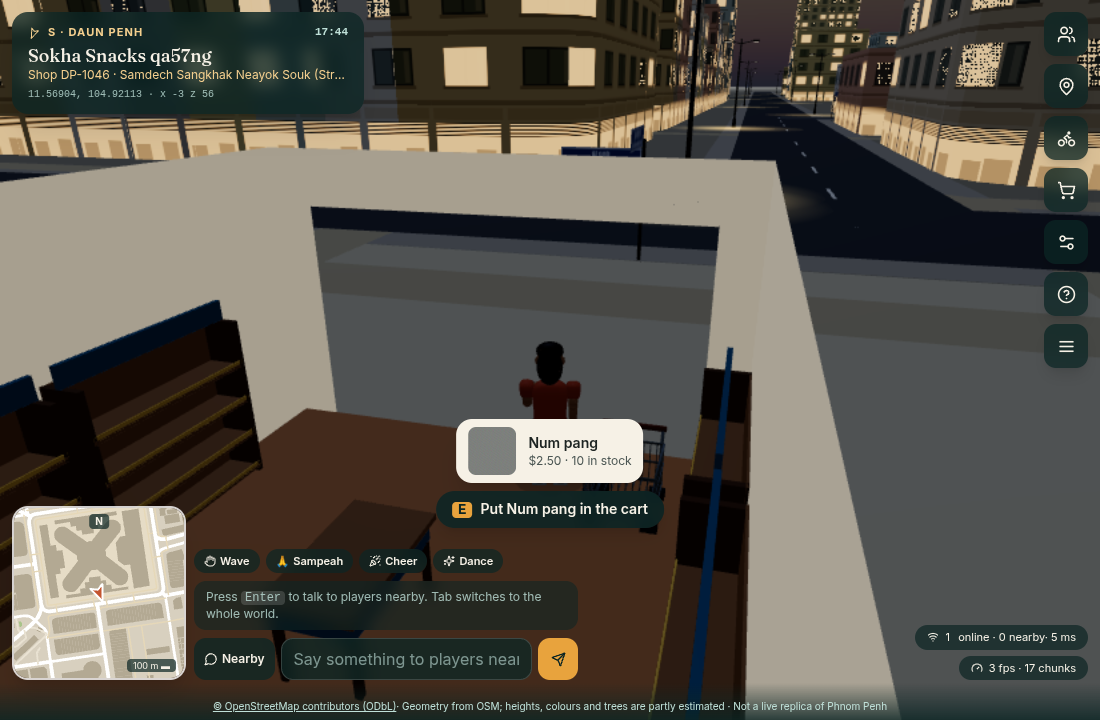 S · DAUN PENH
17:44
Sokha Snacks qa57ng
Shop DP-1046 · Samdech Sangkhak Neayok Souk (Str...
11.56904, 104.92113 · x -3 z 56
Num pang
$2.50 · 10 in stock
E Put Num pang in the cart
N
100 m
Wave
Sampeah
Cheer
Dance
Press Enter to talk to players nearby. Tab switches to the
whole world.
Nearby
Say something to players near
1 online · 0 nearby · 5 ms
3 fps · 17 chunks
© OpenStreetMap contributors (ODbL) · Geometry from OSM; heights, colours and trees are partly estimated · Not a live replica of Phnom Penh